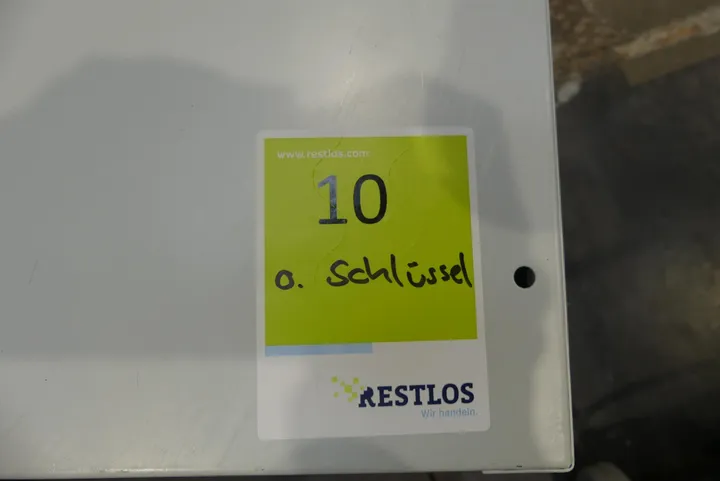 www.restlos.com
10
o. Schlüssel
RESTLOS
Wir handeln.